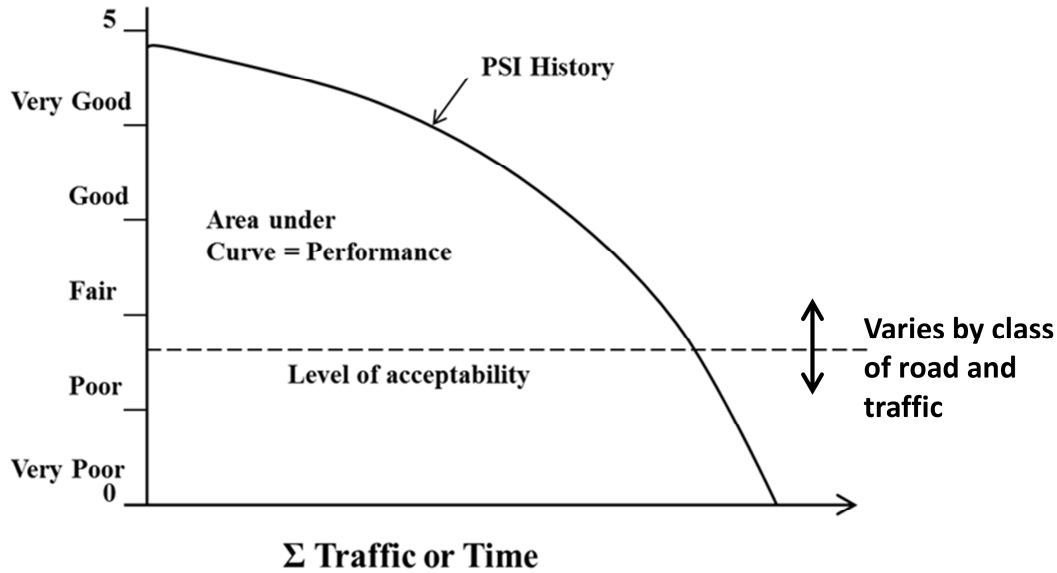 5
Very Good
PSI History
Good
Area under
Curve = Performance
Fair
Varies by class
of road and
traffic
Level of acceptability
Poor
Very Poor
0
Σ Traffic or Time